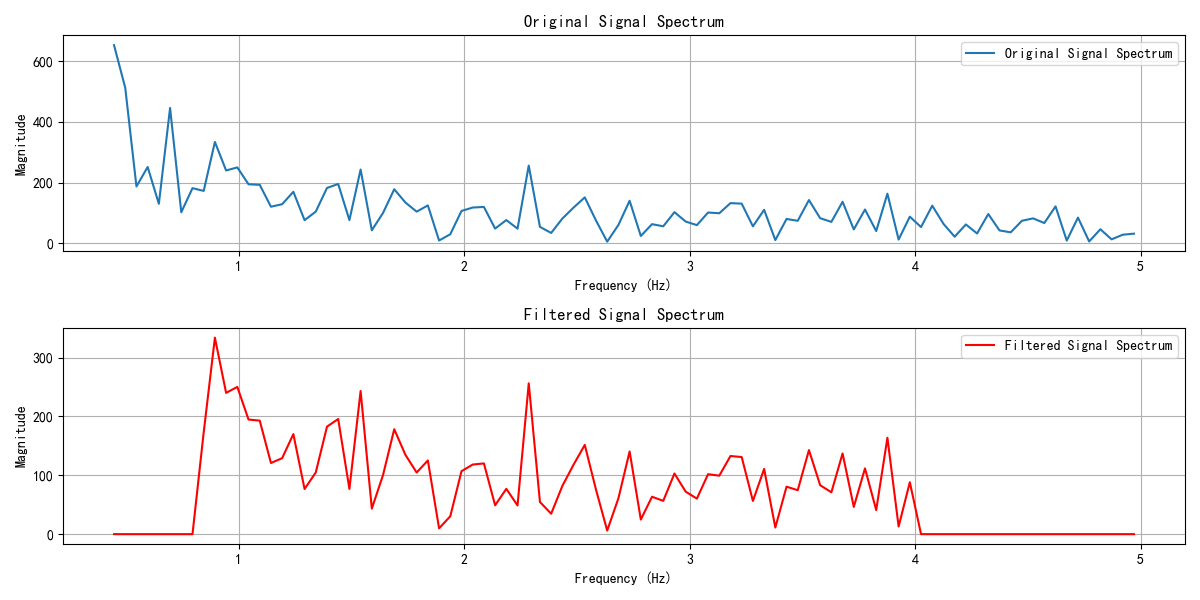 Original Signal Spectrum
Original Signal Spectrum
Magnitude
600
400
200
0
1 2 3 4 5
Frequency (Hz)
Filtered Signal Spectrum
Filtered Signal Spectrum
Magnitude
300
200
100
0
1 2 3 4 5
Frequency (Hz)